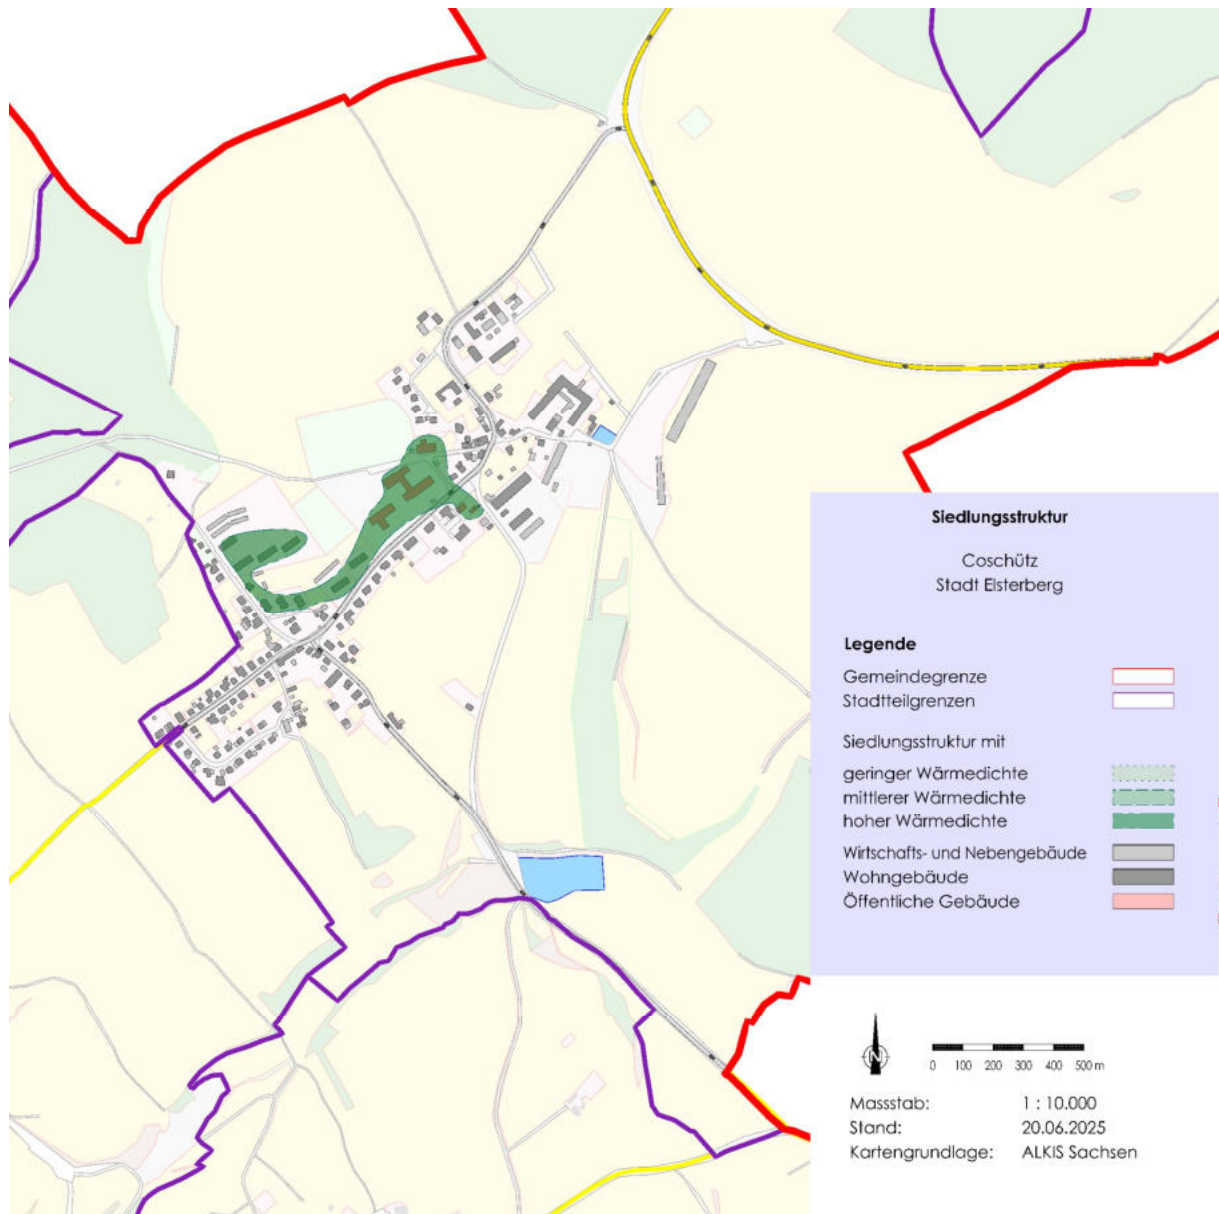 Siedlungsstruktur
Coschütz
Stadt Elsterberg
Legende
Gemeindegrenze
Stadtteilgrenzen
Siedlungsstruktur mit
geringer Wärmedichte
mittlerer Wärmedichte
hoher Wärmedichte
Wirtschafts- und Nebengebäude
Wohngebäude
Öffentliche Gebäude
N
0 100 200 300 400 500 m
Massstab: 1 : 10.000
Stand: 20.06.2025
Kartengrundlage: ALKIS Sachsen